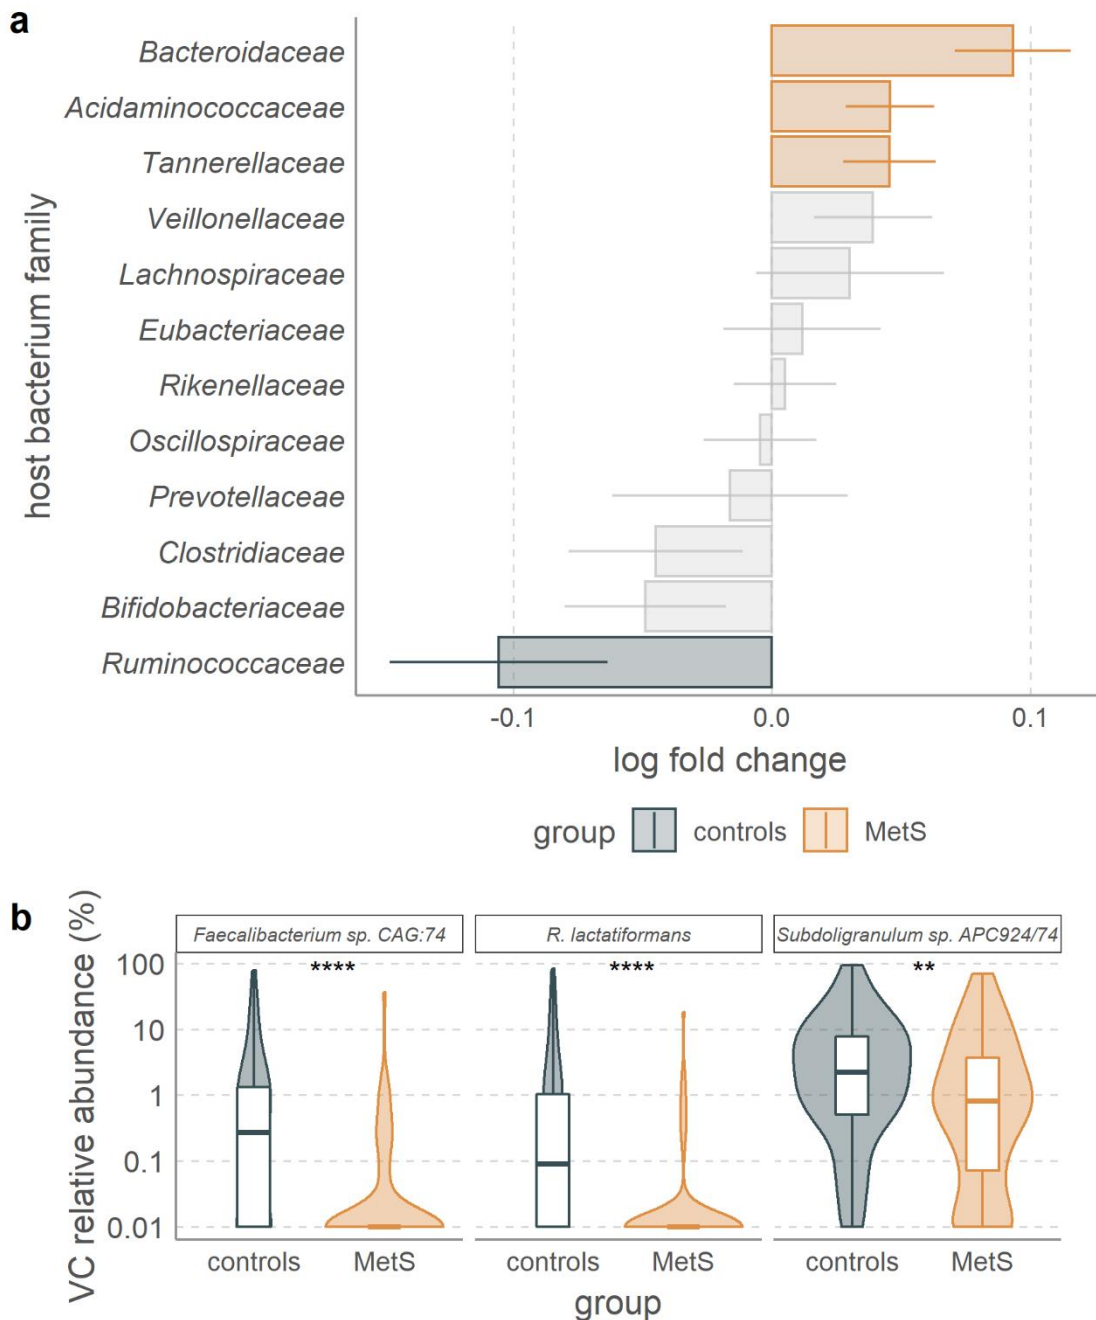 a
Bacteroidaceae
Acidaminococcaceae
Tannerellaceae
Veillonellaceae
Lachnospiraceae
Eubacteriaceae
Rikenellaceae
Oscillospiraceae
Prevotellaceae
Clostridiaceae
Bifidobacteriaceae
Ruminococcaceae
host bacterium family
-0.1 0.0 0.1
log fold change
group controls MetS
b
VC relative abundance (%)
Faecalibacterium sp. CAG:74 R. lactatiformans Subdoligranulum sp. APC924/74
**** **** **
100
10
1
0.1
0.01
controls MetS controls MetS controls MetS
group